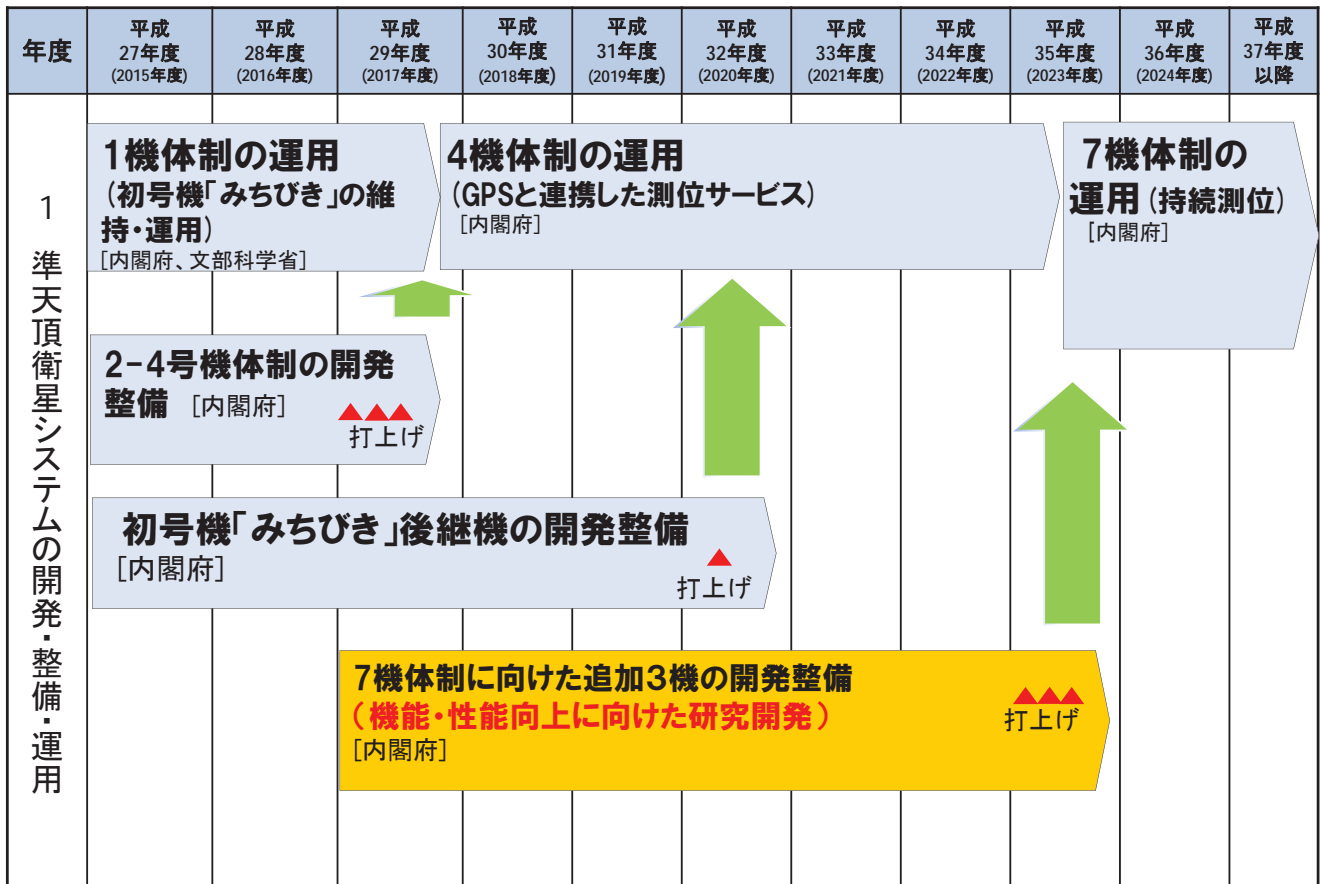 年度
平成
27年度
(2015年度)
平成
28年度
(2016年度)
平成
29年度
(2017年度)
平成
30年度
(2018年度)
平成
31年度
(2019年度)
平成
32年度
(2020年度)
平成
33年度
(2021年度)
平成
34年度
(2022年度)
平成
35年度
(2023年度)
平成
36年度
(2024年度)
平成
37年度
以降
1 準天頂衛星システムの開発・整備・運用
1機体制の運用
(初号機「みちびき」の維
持・運用)
[内閣府、文部科学省]
4機体制の運用
(GPSと連携した測位サービス)
[内閣府]
7機体制の
運用(持続測位)
[内閣府]
2-4号機体制の開発
整備 [内閣府]
打上げ
初号機「みちびき」後継機の開発整備
[内閣府]
打上げ
7機体制に向けた追加3機の開発整備
(機能・性能向上に向けた研究開発)
[内閣府]
打上げ